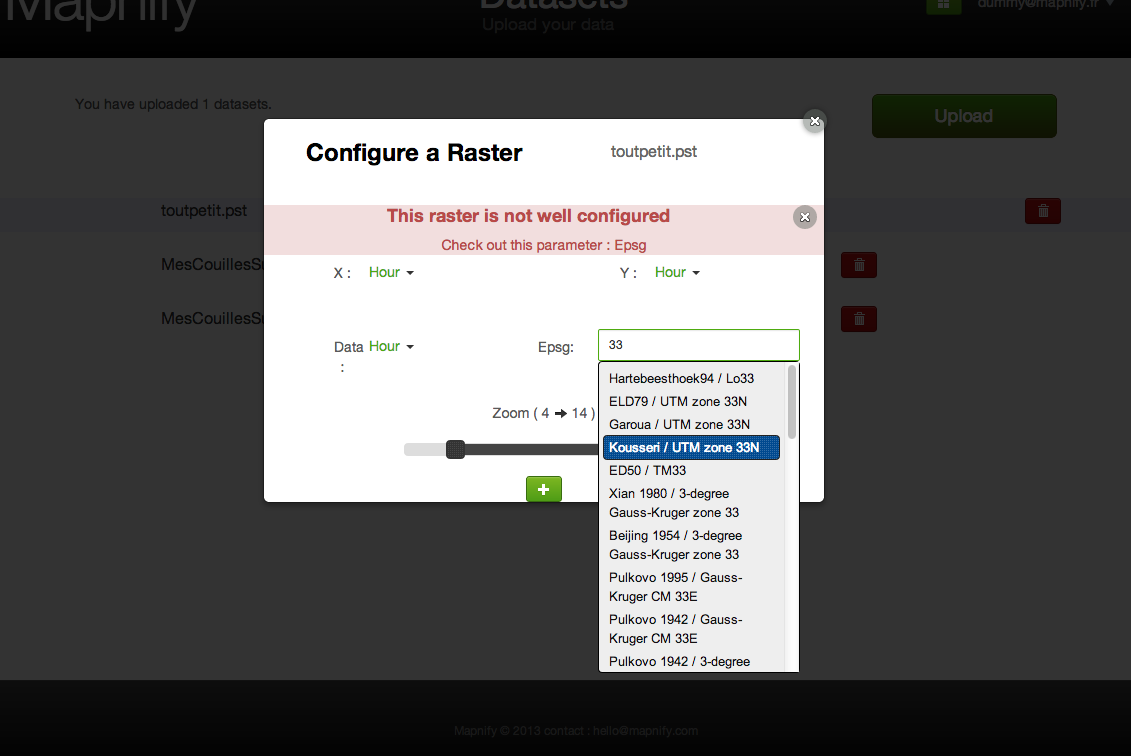 Mapnify
Datasets
Upload your data
dummy@mapnify.fr
You have uploaded 1 datasets.
Upload
Configure a Raster
toutpetit.pst
toutpetit.pst
This raster is not well configured
Check out this parameter : Epsg
MesCouillesSu
X : Hour
Y : Hour
MesCouillesSu
Data Hour
:
Epsg:
33
Hartebeesthoek94 / Lo33
ELD79 / UTM zone 33N
Zoom ( 4 → 14 )
Garoua / UTM zone 33N
Kousseri / UTM zone 33N
ED50 / TM33
Xian 1980 / 3-degree
Gauss-Kruger zone 33
Beijing 1954 / 3-degree
Gauss-Kruger zone 33
Pulkovo 1995 / Gauss-
Kruger CM 33E
Pulkovo 1942 / Gauss-
Kruger CM 33E
Pulkovo 1942 / 3-degree
Mapnify © 2013 contact : hello@mapnify.com